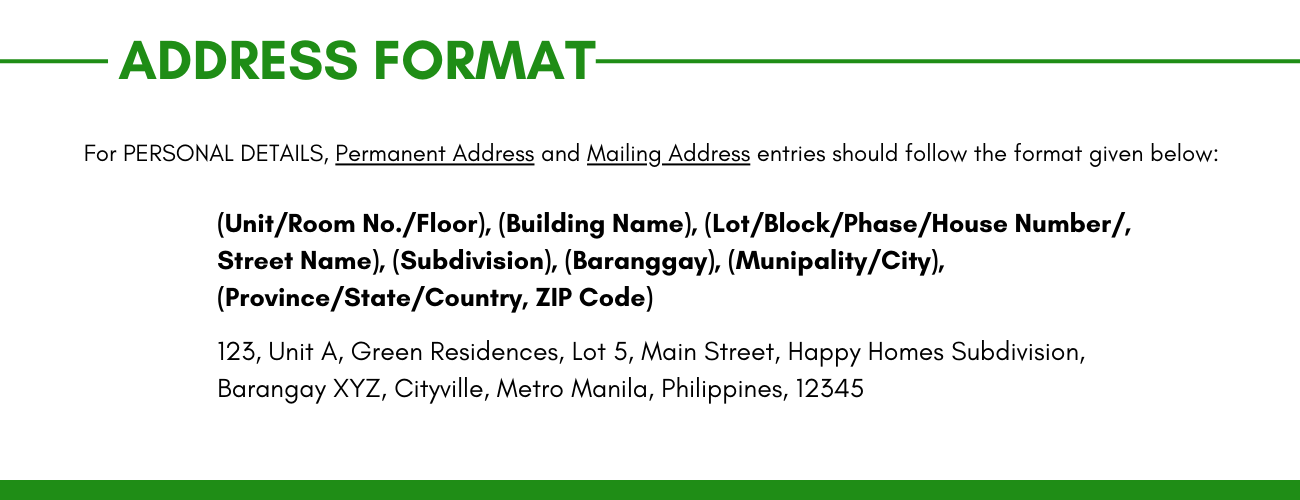 ADDRESS FORMAT
For PERSONAL DETAILS, Permanent Address and Mailing Address entries should follow the format given below:
(Unit/Room No./Floor), (Building Name), (Lot/Block/Phase/House Number/,
Street Name), (Subdivision), (Baranggay), (Munipality/City),
(Province/State/Country, ZIP Code)
123, Unit A, Green Residences, Lot 5, Main Street, Happy Homes Subdivision,
Barangay XYZ, Cityville, Metro Manila, Philippines, 12345